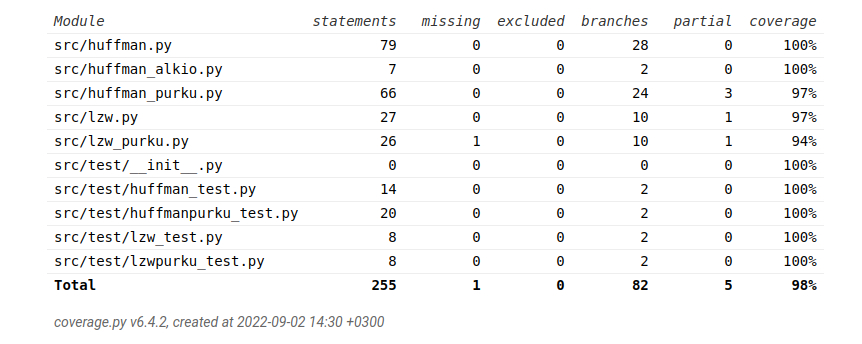 Module statements missing excluded branches partial coverage
src/huffman.py 79 0 0 28 0 100%
src/huffman_alkio.py 7 0 0 2 0 100%
src/huffman_purku.py 66 0 0 24 3 97%
src/lzw.py 27 0 0 10 1 97%
src/lzw_purku.py 26 1 0 10 1 94%
src/test/__init__.py 0 0 0 0 0 100%
src/test/huffman_test.py 14 0 0 2 0 100%
src/test/huffmanpurku_test.py 20 0 0 2 0 100%
src/test/lzw_test.py 8 0 0 2 0 100%
src/test/lzwpurku_test.py 8 0 0 2 0 100%
Total 255 1 0 82 5 98%
coverage.py v6.4.2, created at 2022-09-02 14:30 +0300